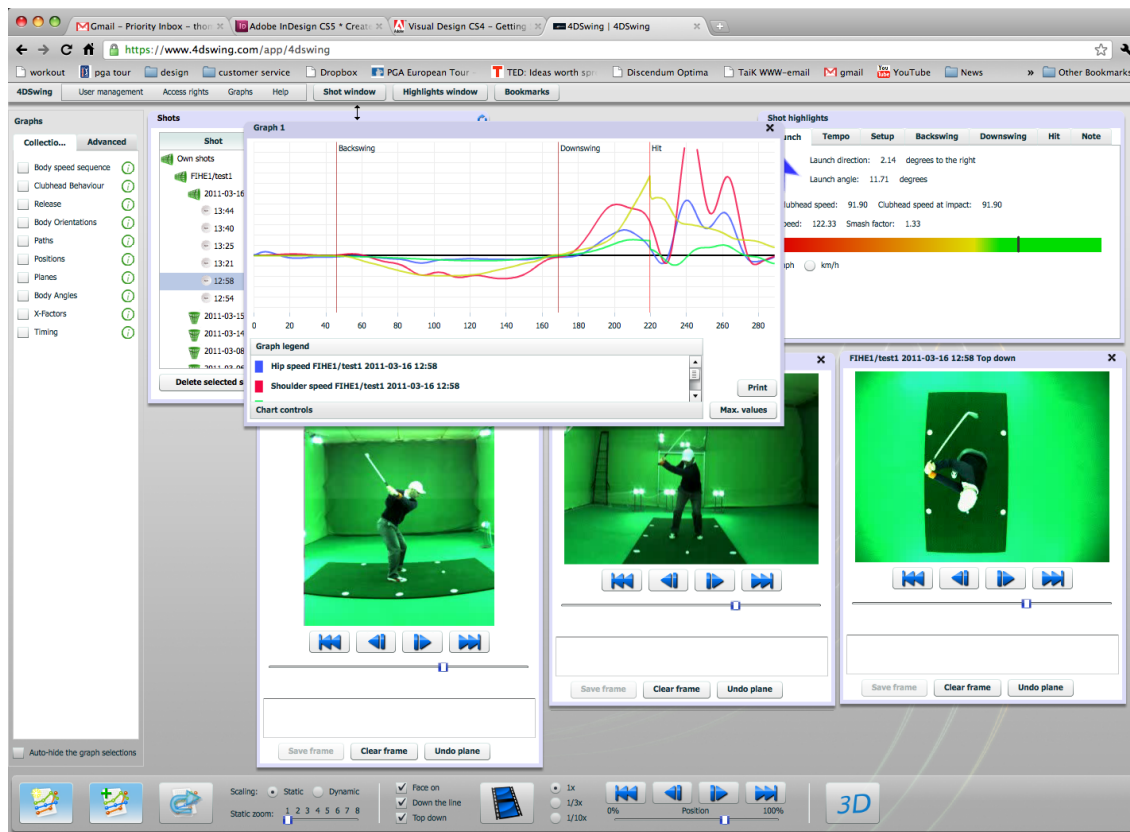 Gmail – Priority Inbox – thon
Adobe InDesign CS5 * Create
Visual Design CS4 – Getting
4DSwing | 4DSwing
https://www.4dswing.com/app/4dswing
workout pga tour design customer service Dropbox PGA European Tour – TED: Ideas worth spr Discendum Optima TaiK WWW–email gmail YouTube News » Other Bookmarks
4DSwing User management Access rights Graphs Help Shot window Highlights window Bookmarks
Graphs
Collectio... Advanced
Body speed sequence
Clubhead Behaviour
Release
Body Orientations
Paths
Positions
Planes
Body Angles
X-Factors
Timing
Auto-hide the graph selections
Shots
Shot
Own shots
FIHE1/test1
2011-03-16
13:44
13:40
13:25
13:21
12:58
12:54
2011-03-15
2011-03-14
2011-03-08
Delete selected s
Graph 1
Backswing Downswing Hit
0 20 40 60 80 100 120 140 160 180 200 220 240 260 280
Graph legend
Hip speed FIHE1/test1 2011-03-16 12:58
Shoulder speed FIHE1/test1 2011-03-16 12:58
Print
Chart controls
Max. values
Shot highlights
unch Tempo Setup Backswing Downswing Hit Note
Launch direction: 2.14 degrees to the right
Launch angle: 11.71 degrees
lubhead speed: 91.90 Clubhead speed at impact: 91.90
peed: 122.33 Smash factor: 1.33
ph km/h
FIHE1/test1 2011-03-16 12:58 Top down
Save frame Clear frame Undo plane
Save frame Clear frame Undo plane
Save frame Clear frame Undo plane
Scaling: Static Dynamic
Static zoom: 1 2 3 4 5 6 7 8
Face on
Down the line
Top down
1x
1/3x
1/10x
0% Position 100%
3D